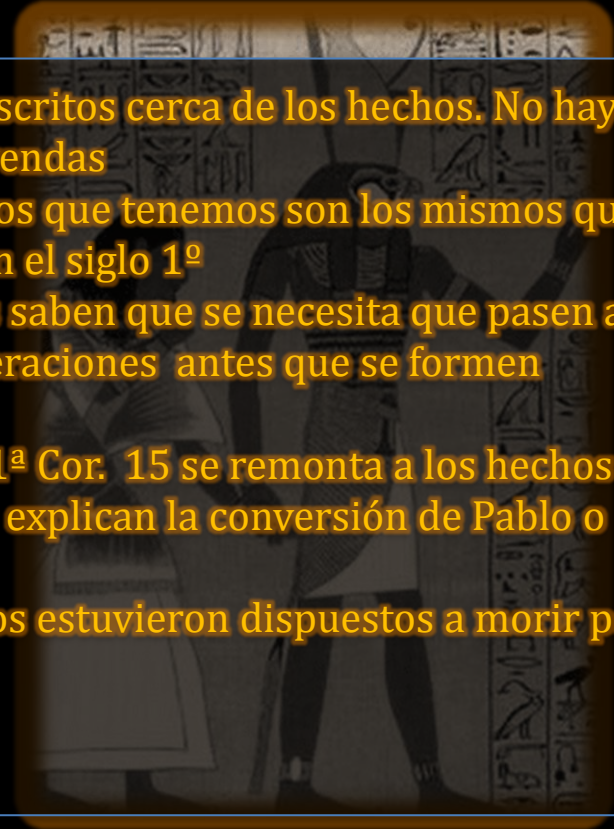 scritos cerca de los hechos. No hay
endas
os que tenemos son los mismos qu
n el siglo 1º
saben que se necesita que pasen a
eraciones antes que se formen
1ª Cor. 15 se remonta a los hechos
explican la conversión de Pablo o
os estuvieron dispuestos a morir p